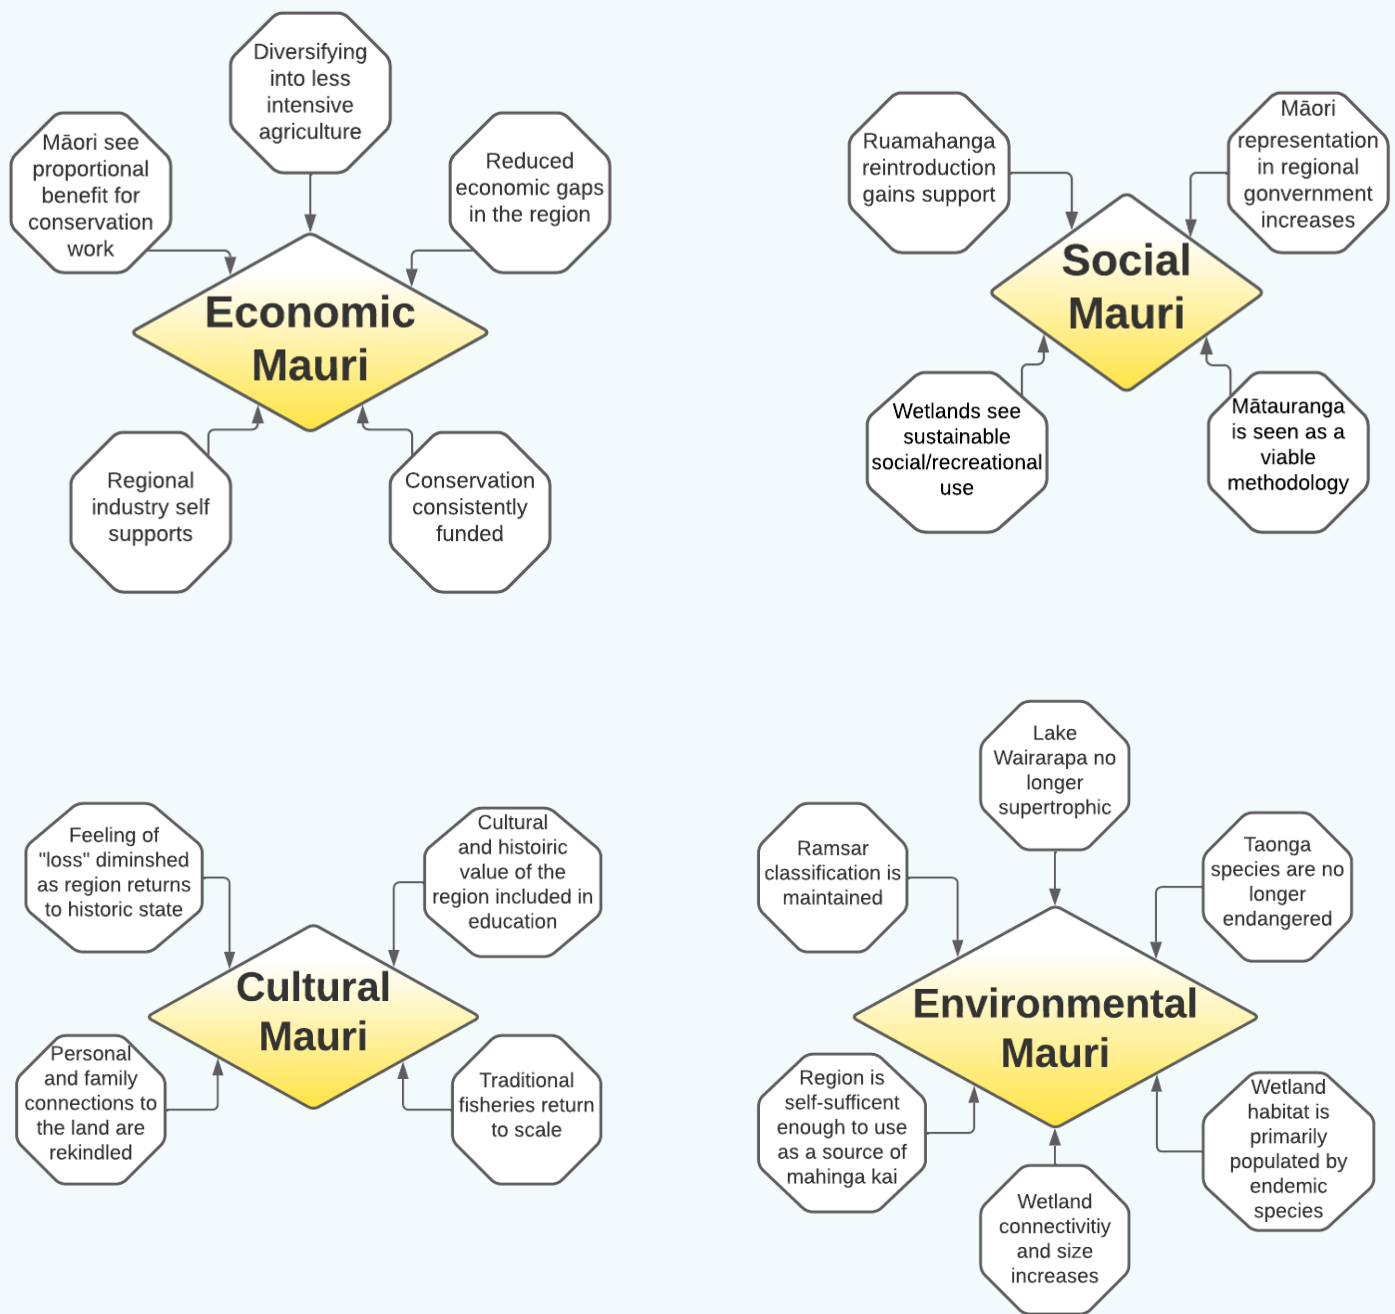 Diversifying
into less
intensive
agriculture
Māori see
proportional
benefit for
conservation
work
Reduced
economic gaps
in the region
Economic
Mauri
Regional
industry self
supports
Conservation
consistently
funded
Ruamahanga
reintroduction
gains support
Māori
representation
in regional
gonvernment
increases
Social
Mauri
Wetlands see
sustainable
social/recreational
use
Mātauranga
is seen as a
viable
methodology
Feeling of
"loss" diminshed
as region returns
to historic state
Cultural
and histoiric
value of the
region included in
education
Cultural
Mauri
Personal
and family
connections to
the land are
rekindled
Traditional
fisheries return
to scale
Lake
Wairarapa no
longer
supertrophic
Ramsar
classification is
maintained
Taonga
species are no
longer
endangered
Environmental
Mauri
Region is
self-sufficent
enough to use
as a source of
mahinga kai
Wetland
connectivitiy
and size
increases
Wetland
habitat is
primarily
populated by
endemic
species